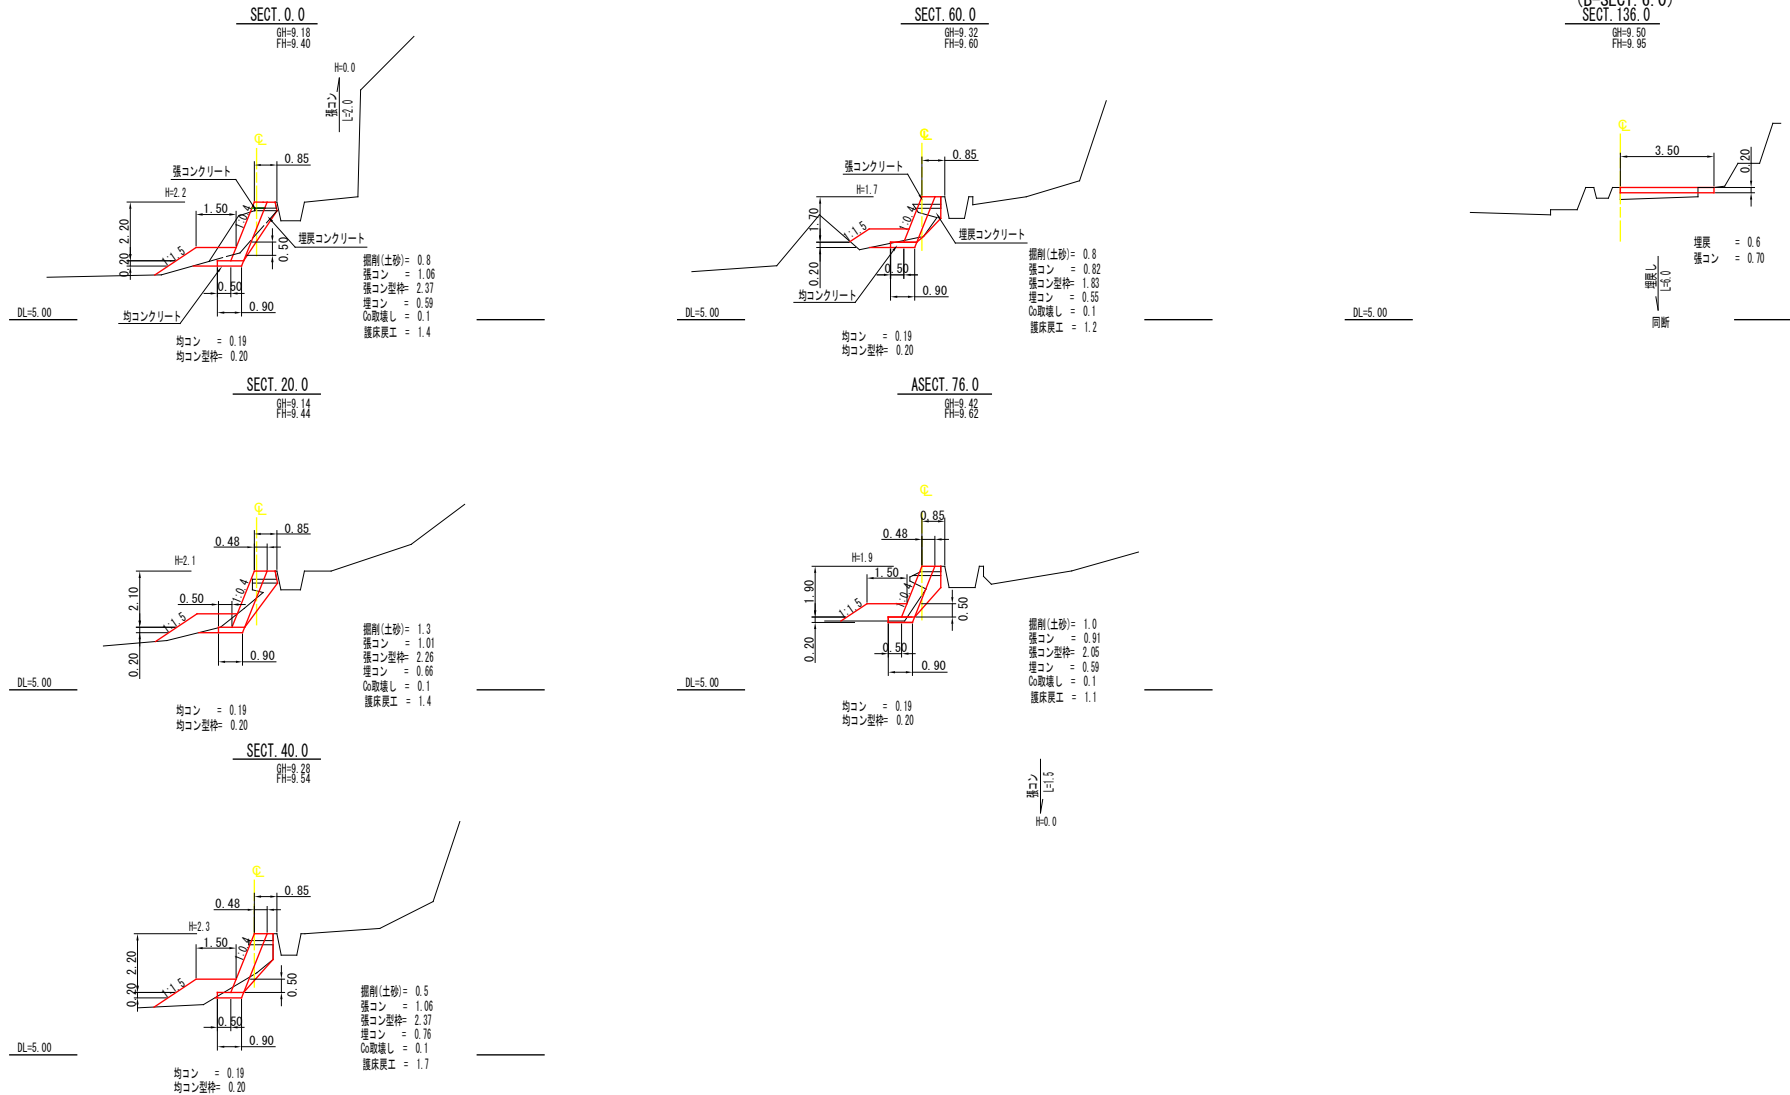 SECT.0.0
GH=9.18
FH=9.40
H=0.0
張コン
L=2.0
℄
0.85
張コンクリート
H=2.2
1.50
1:0.4
2.20
0.20
1:1.5
埋戻コンクリート
0.50
0.50
0.90
均コンクリート
掘削(土砂)= 0.8
張コン = 1.06
張コン型枠= 2.37
埋コン = 0.59
Co取壊し = 0.1
護床戻工 = 1.4
DL=5.00
均コン = 0.19
均コン型枠= 0.20
SECT.20.0
GH=9.14
FH=9.44
℄
0.85
0.48
H=2.1
1:0.4
2.10
0.50
1:1.5
0.20
0.90
掘削(土砂)= 1.3
張コン = 1.01
張コン型枠= 2.26
埋コン = 0.66
Co取壊し = 0.1
護床戻工 = 1.4
DL=5.00
均コン = 0.19
均コン型枠= 0.20
SECT.40.0
GH=9.28
FH=9.54
℄
0.85
0.48
H=2.3
1.50
1:0.4
2.20
0.20
1:1.5
0.50
0.50
0.90
掘削(土砂)= 0.5
張コン = 1.06
張コン型枠= 2.37
埋コン = 0.76
Co取壊し = 0.1
護床戻工 = 1.7
DL=5.00
均コン = 0.19
均コン型枠= 0.20
SECT.60.0
GH=9.32
FH=9.60
℄
0.85
張コンクリート
H=1.7
1.70
1:0.4
1:1.5
埋戻コンクリート
0.20
0.50
0.90
均コンクリート
掘削(土砂)= 0.8
張コン = 0.82
張コン型枠= 1.83
埋コン = 0.55
Co取壊し = 0.1
護床戻工 = 1.2
DL=5.00
均コン = 0.19
均コン型枠= 0.20
ASECT.76.0
GH=9.42
FH=9.62
℄
0.85
0.48
H=1.9
1.50
1:0.4
1.90
1:1.5
0.50
0.20
0.50
0.90
掘削(土砂)= 1.0
張コン = 0.91
張コン型枠= 2.05
埋コン = 0.59
Co取壊し = 0.1
護床戻工 = 1.1
DL=5.00
均コン = 0.19
均コン型枠= 0.20
張コン
L=1.5
H=0.0
(B-SECT.6.0)
SECT.136.0
GH=9.50
FH=9.95
℄
3.50
0.20
埋戻 = 0.6
張コン = 0.70
埋戻し
L=6.0
同断
DL=5.00